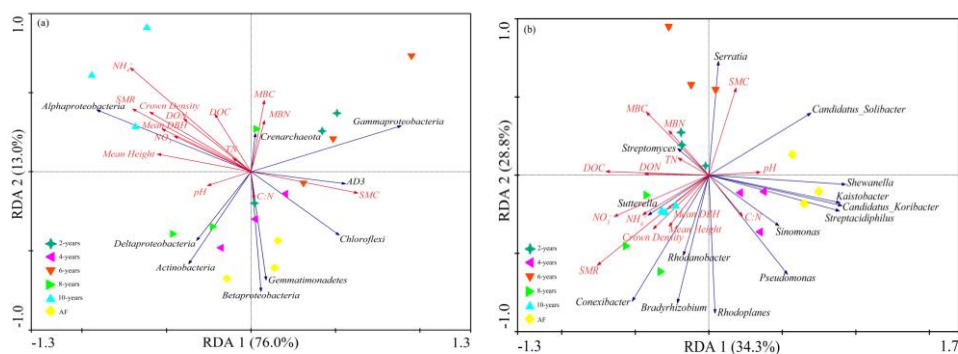 1.0
(a)
NH4+
SMR
Crown Density
DOC
MBC
Alphaproteobacteria
DON
MBN
Mean DBH
Gammaproteobacteria
NO3-
Crenarchaeota
Mean Height
TN
pH
AD3
C:N
SMC
Deltaproteobacteria
Chloroflexi
Actinobacteria
Gemmatimonadetes
Betaproteobacteria
2-years
4-years
6-years
8-years
10-years
AF
RDA 2 (13.0%)
-1.0
-1.3
RDA 1 (76.0%)
1.3
1.0
(b)
Serratia
SMC
MBC
Candidatus_Solibacter
MBN
Streptomyces
TN
DOC
DON
pH
Shewanella
Sutterella
Kaistobacter
Candidatus_Koribacter
NO3-
NH4+
Mean DBH
C:N
Streptacidiphilus
Mean Height
Crown Density
Sinomonas
SMR
Rhodanobacter
Pseudomonas
Conexibacter
Bradyrhizobium
Rhodoplanes
2-years
4-years
6-years
8-years
10-years
AF
RDA 2 (28.8%)
-1.0
-1.3
RDA 1 (34.3%)
1.7